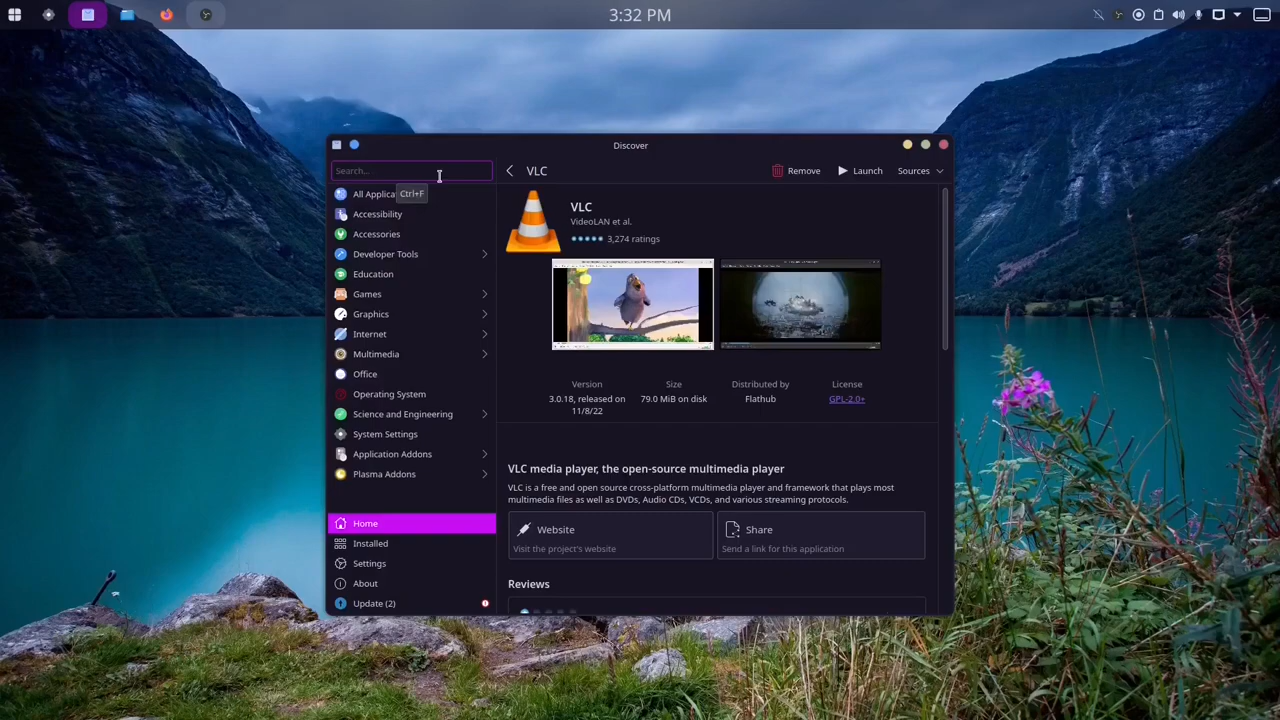 3:32 PM
Discover
Search...
Ctrl+F
All Applica
Accessibility
Accessories
Developer Tools
Education
Games
Graphics
Internet
Multimedia
Office
Operating System
Science and Engineering
System Settings
Application Addons
Plasma Addons
Home
Installed
Settings
About
Update (2)
VLC
Remove
Launch
Sources
VLC
VideoLAN et al.
3,274 ratings
Version
3.0.18, released on
11/8/22
Size
79.0 MiB on disk
Distributed by
Flathub
License
GPL-2.0+
VLC media player, the open-source multimedia player
VLC is a free and open source cross-platform multimedia player and framework that plays most
multimedia files as well as DVDs, Audio CDs, VCDs, and various streaming protocols.
Website
Visit the project's website
Share
Send a link for this application
Reviews